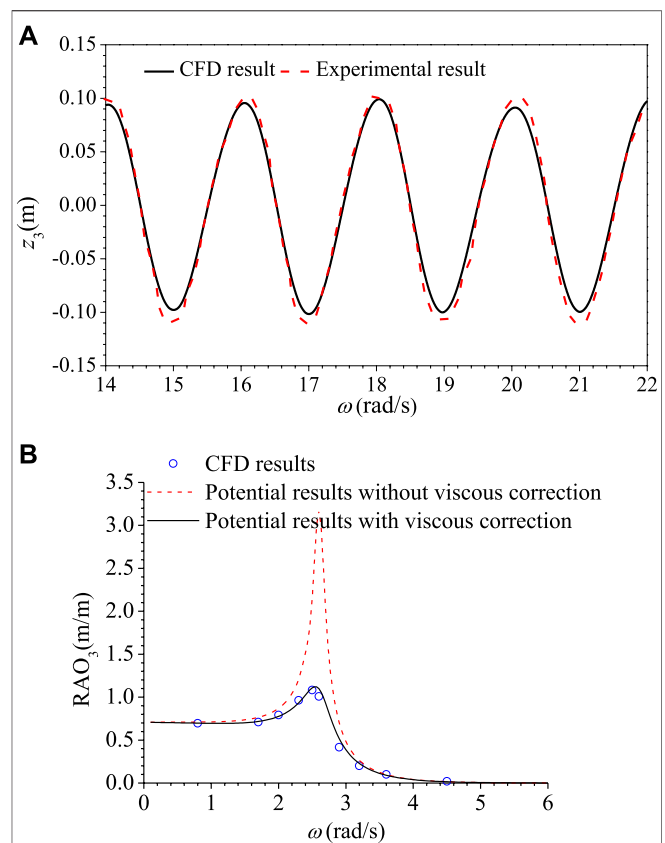 A
0.15
CFD result
Experimental result
0.10
0.05
0.00
-0.05
-0.10
-0.15
z3(m)
14 15 16 17 18 19 20 21 22
ω(rad/s)
B
CFD results
Potential results without viscous correction
Potential results with viscous correction
3.5
3.0
2.5
2.0
1.5
1.0
0.5
0.0
RAO3(m/m)
0 1 2 3 4 5 6
ω(rad/s)